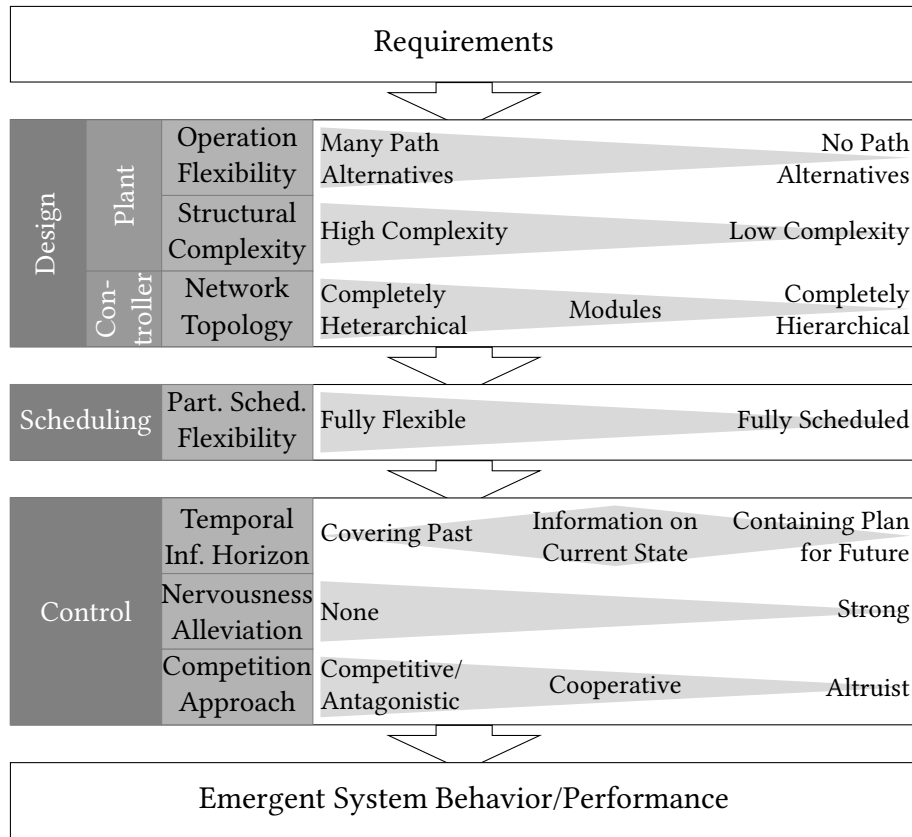 Requirements
Design
Plant
Operation
Flexibility
Many Path
Alternatives
No Path
Alternatives
Structural
Complexity
High Complexity
Low Complexity
Con-
troller
Network
Topology
Completely
Heterarchical
Modules
Completely
Hierarchical
Scheduling
Part. Sched.
Flexibility
Fully Flexible
Fully Scheduled
Control
Temporal
Inf. Horizon
Covering Past
Information on
Current State
Containing Plan
for Future
Nervousness
Alleviation
None
Strong
Competition
Approach
Competitive/
Antagonistic
Cooperative
Altruist
Emergent System Behavior/Performance